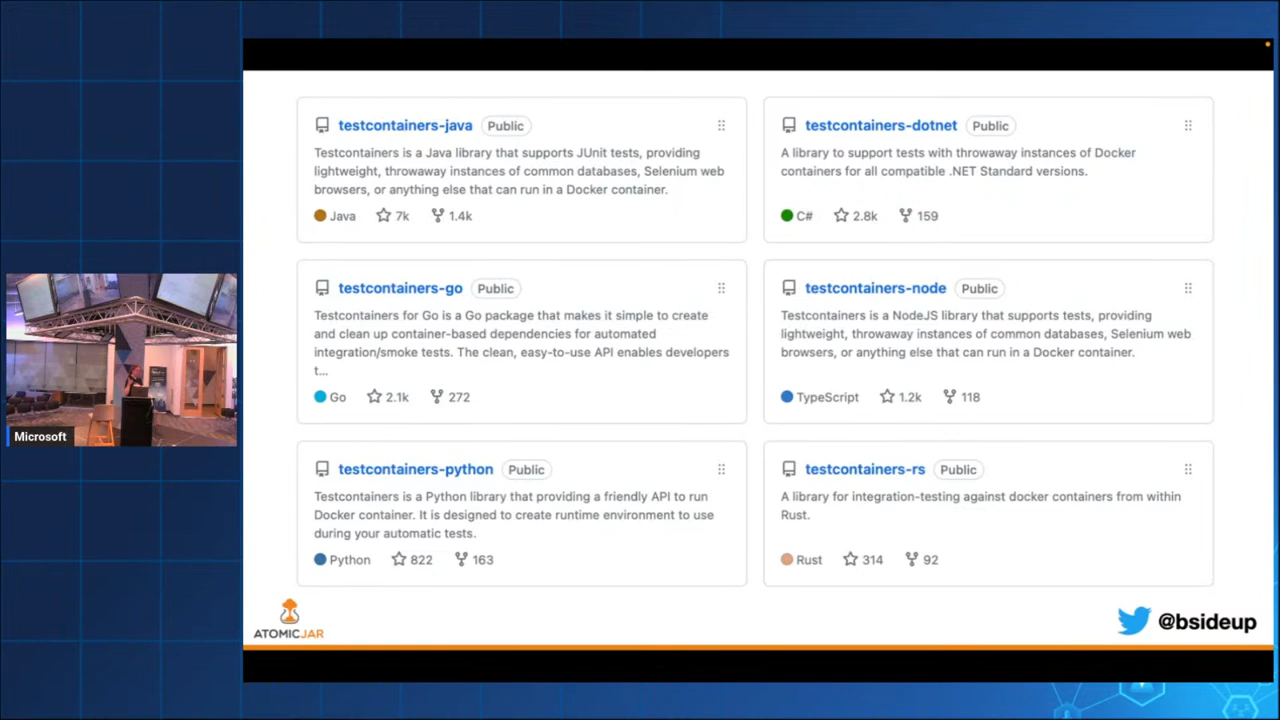 testcontainers-java Public
Testcontainers is a Java library that supports JUnit tests, providing
lightweight, throwaway instances of common databases, Selenium web
browsers, or anything else that can run in a Docker container.
Java 7k 1.4k
testcontainers-dotnet Public
A library to support tests with throwaway instances of Docker
containers for all compatible .NET Standard versions.
C# 2.8k 159
testcontainers-go Public
Testcontainers for Go is a Go package that makes it simple to create
and clean up container-based dependencies for automated
integration/smoke tests. The clean, easy-to-use API enables developers
t...
Go 2.1k 272
testcontainers-node Public
Testcontainers is a NodeJS library that supports tests, providing
lightweight, throwaway instances of common databases, Selenium web
browsers, or anything else that can run in a Docker container.
TypeScript 1.2k 118
testcontainers-python Public
Testcontainers is a Python library that providing a friendly API to run
Docker container. It is designed to create runtime environment to use
during your automatic tests.
Python 822 163
testcontainers-rs Public
A library for integration-testing against docker containers from within
Rust.
Rust 314 92
Microsoft
ATOMICJAR
@bsideup